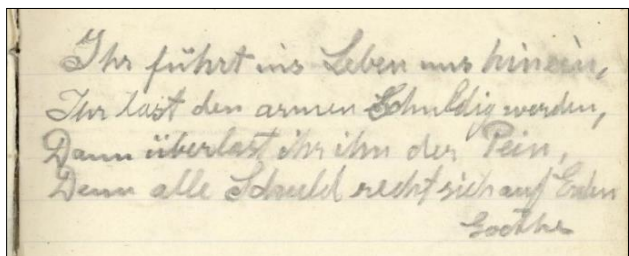 Ihr führt ins Leben uns hinein,
Ihr last den armen Schuldig werden,
Dann überlast ihr ihn der Pein,
Denn alle Schuld recht sich auf Erden
Goethe